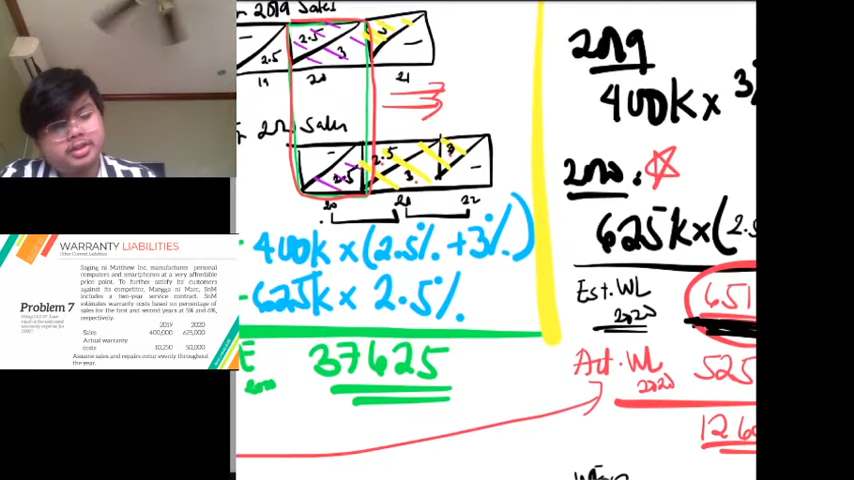 2019 Sales
2.5
2.5
3
3
19
20
21
Sales
2.5
2.5
3
3
20
21
22
400k x (2.5% + 3%)
625k x 2.5%
37625
2020
2019
400k x 3
2020
625k x (2.5
Est. WL
2020
651
Act. WL
2020
525
126
WARRANTY LIABILITIES
Other Current Liabilities
Saging ni Matthew Inc. manufactures personal
computers and smartphones at a very affordable
price point. To further satisfy its customers
against its competitor, Mangga ni Marc, SnM
includes a two-year service contract. SnM
estimates warranty costs based on percentage of
sales for the first and second years at 5% and 6%,
respectively.
Problem 7
2019 2020
Sales 400,000 625,000
Actual warranty
costs 50,000
Assume sales and repairs occur evenly throughout
the year.